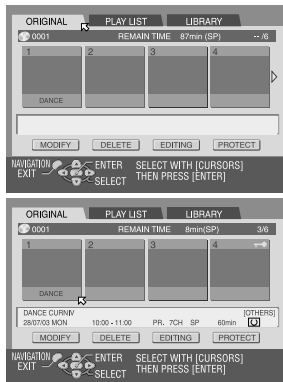 ORIGINAL PLAY LIST LIBRARY
0001 REMAIN TIME 87min (SP) --/6
1 2 3 4
DANCE
MODIFY DELETE EDITING PROTECT
NAVIGATION ENTER SELECT WITH [CURSORS]
EXIT SELECT THEN PRESS [ENTER]
ORIGINAL PLAY LIST LIBRARY
0001 REMAIN TIME 8min(SP) 3/6
1 2 3 4
DANCE
DANCE CURNIV [OTHERS]
28/07/03 MON 10:00 - 11:00 PR. 7CH SP 60min
MODIFY DELETE EDITING PROTECT
NAVIGATION ENTER SELECT WITH [CURSORS]
EXIT SELECT THEN PRESS [ENTER]